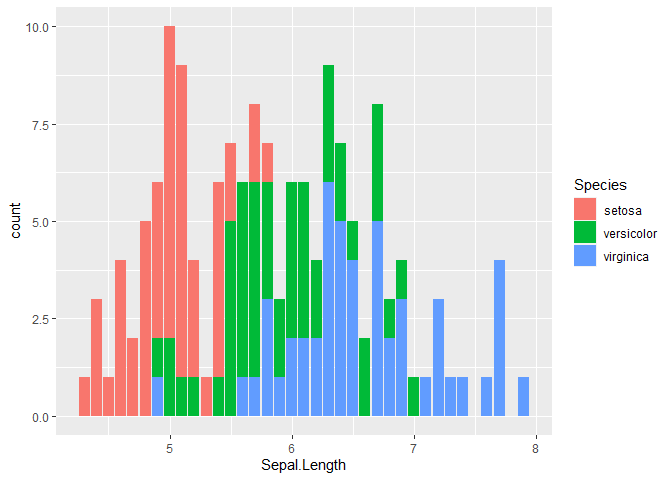 10.0
7.5
5.0
2.5
0.0
count
5 6 7 8
Sepal.Length
Species
setosa
versicolor
virginica